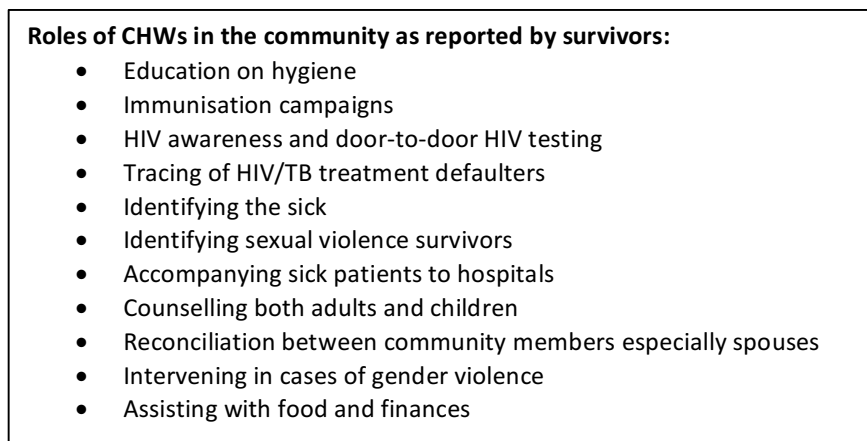 Roles of CHWs in the community as reported by survivors:
• Education on hygiene
• Immunisation campaigns
• HIV awareness and door-to-door HIV testing
• Tracing of HIV/TB treatment defaulters
• Identifying the sick
• Identifying sexual violence survivors
• Accompanying sick patients to hospitals
• Counselling both adults and children
• Reconciliation between community members especially spouses
• Intervening in cases of gender violence
• Assisting with food and finances